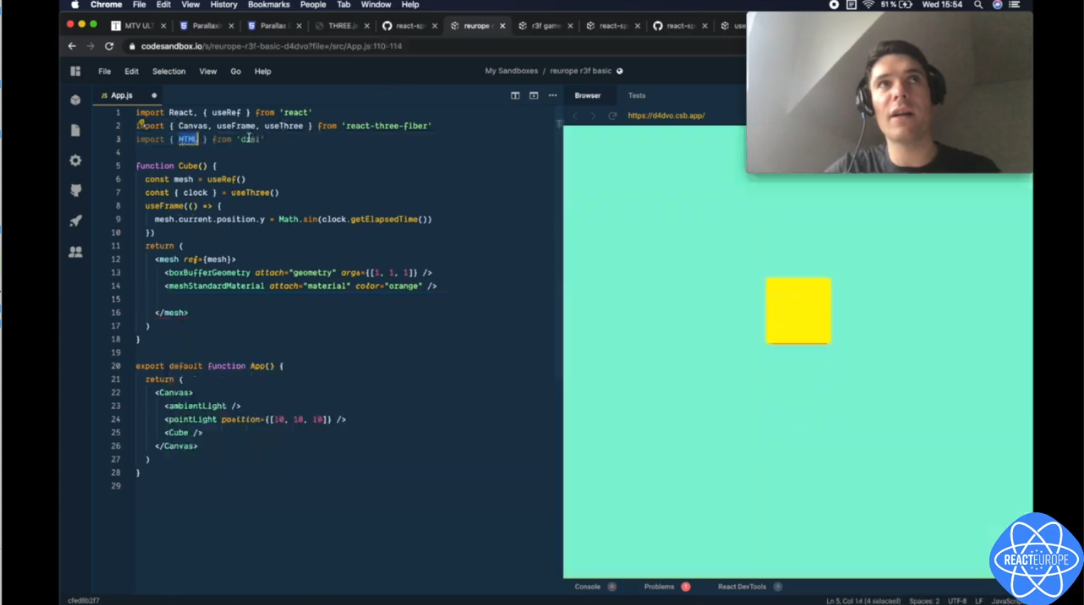 Chrome File Edit View History Bookmarks People Tab Window Help 61 % Wed 15:54
MTV ULT Parallax Parallax THREE.js react-sp reurope r r3f game react-sp react-sp use
codesandbox.io/s/reurope-r3f-basic-d4dvo?file=/src/App.js:110-114
File Edit Selection View Go Help My Sandboxes / reurope r3f basic
JS App.js Browser Tests
https://d4dvo.csb.app/
1 import React, { useRef } from 'react'
2 import { Canvas, useFrame, useThree } from 'react-three-fiber'
3 import { HTML } from 'drei'
4
5 function Cube() {
6 const mesh = useRef()
7 const { clock } = useThree()
8 useFrame(() => {
9 mesh.current.position.y = Math.sin(clock.getElapsedTime())
10 })
11 return (
12 <mesh ref={mesh}>
13 <boxBufferGeometry attach="geometry" args={[1, 1, 1]} />
14 <meshStandardMaterial attach="material" color="orange" />
15
16 </mesh>
17 )
18 }
19
20 export default function App() {
21 return (
22 <Canvas>
23 <ambientLight />
24 <pointLight position={[10, 10, 10]} />
25 <Cube />
26 </Canvas>
27 )
28 }
29
REACTEUROPE
Console 0 Problems 1 React DevTools
cfed8b2f7 Ln 5, Col 14 (4 selected) Spaces: 2 UTF-8 LF JavaS